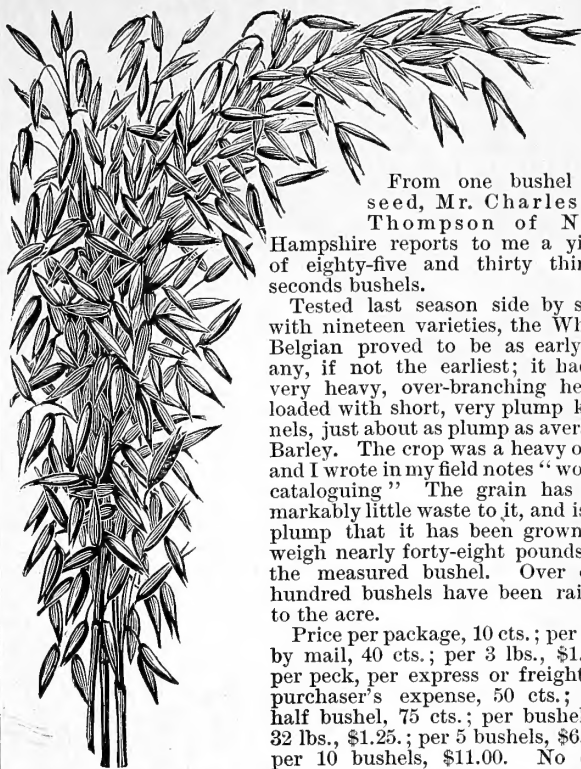 From one bushel
seed, Mr. Charles
Thompson of N
Hampshire reports to me a yi
of eighty-five and thirty thir
seconds bushels.
Tested last season side by s
with nineteen varieties, the Wh
Belgian proved to be as early
any, if not the earliest; it had
very heavy, over-branching he
loaded with short, very plump k
nels, just about as plump as aver
Barley. The crop was a heavy o
and I wrote in my field notes “wo
cataloguing” The grain has
markably little waste to it, and is
plump that it has been grown
weigh nearly forty-eight pounds
the measured bushel. Over
hundred bushels have been rai
to the acre.
Price per package, 10 cts.; per
by mail, 40 cts.; per 3 lbs., $1.
per peck, per express or freight
purchaser's expense, 50 cts.;
half bushel, 75 cts.; per bushel
32 lbs., $1.25.; per 5 bushels, $6.
per 10 bushels, $11.00. No